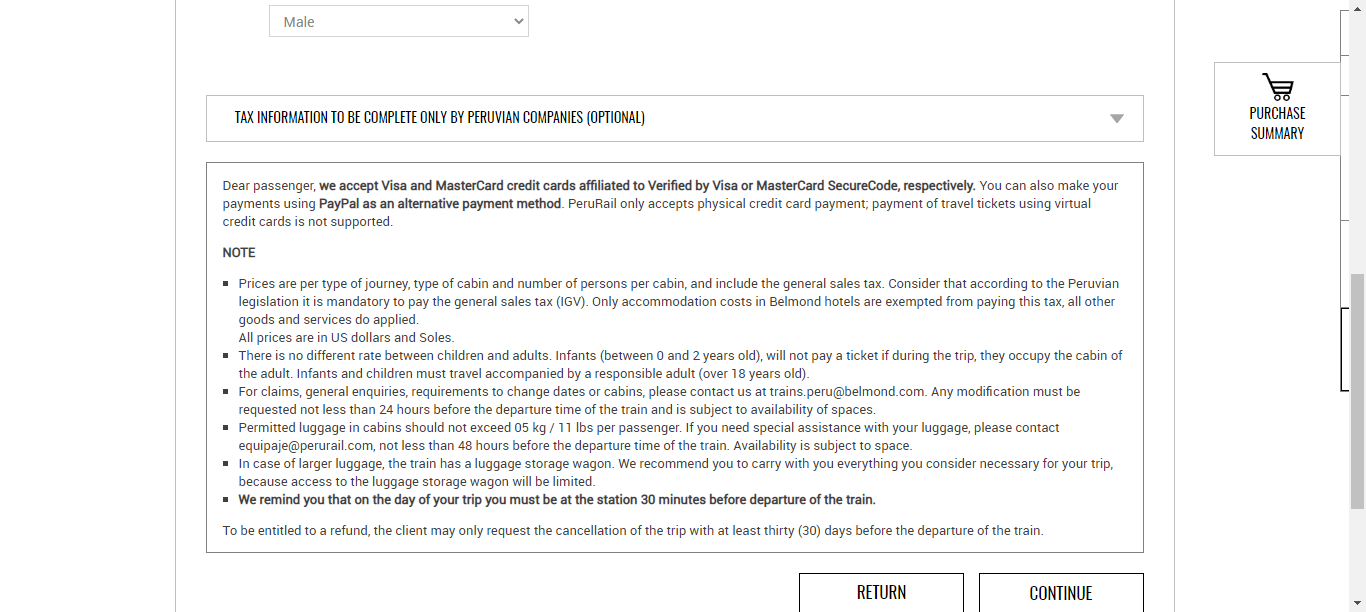 Male
TAX INFORMATION TO BE COMPLETE ONLY BY PERUVIAN COMPANIES (OPTIONAL)
PURCHASE
SUMMARY
Dear passenger, we accept Visa and MasterCard credit cards affiliated to Verified by Visa or MasterCard SecureCode, respectively. You can also make your
payments using PayPal as an alternative payment method. PeruRail only accepts physical credit card payment; payment of travel tickets using virtual
credit cards is not supported.
NOTE
Prices are per type of journey, type of cabin and number of persons per cabin, and include the general sales tax. Consider that according to the Peruvian
legislation it is mandatory to pay the general sales tax (IGV). Only accommodation costs in Belmond hotels are exempted from paying this tax, all other
goods and services do applied.
All prices are in US dollars and Soles.
There is no different rate between children and adults. Infants (between 0 and 2 years old), will not pay a ticket if during the trip, they occupy the cabin of
the adult. Infants and children must travel accompanied by a responsible adult (over 18 years old).
For claims, general enquiries, requirements to change dates or cabins, please contact us at trains.peru@belmond.com. Any modification must be
requested not less than 24 hours before the departure time of the train and is subject to availability of spaces.
Permitted luggage in cabins should not exceed 05 kg / 11 lbs per passenger. If you need special assistance with your luggage, please contact
equipaje@perurail.com, not less than 48 hours before the departure time of the train. Availability is subject to space.
In case of larger luggage, the train has a luggage storage wagon. We recommend you to carry with you everything you consider necessary for your trip,
because access to the luggage storage wagon will be limited.
We remind you that on the day of your trip you must be at the station 30 minutes before departure of the train.
To be entitled to a refund, the client may only request the cancellation of the trip with at least thirty (30) days before the departure of the train.
RETURN
CONTINUE